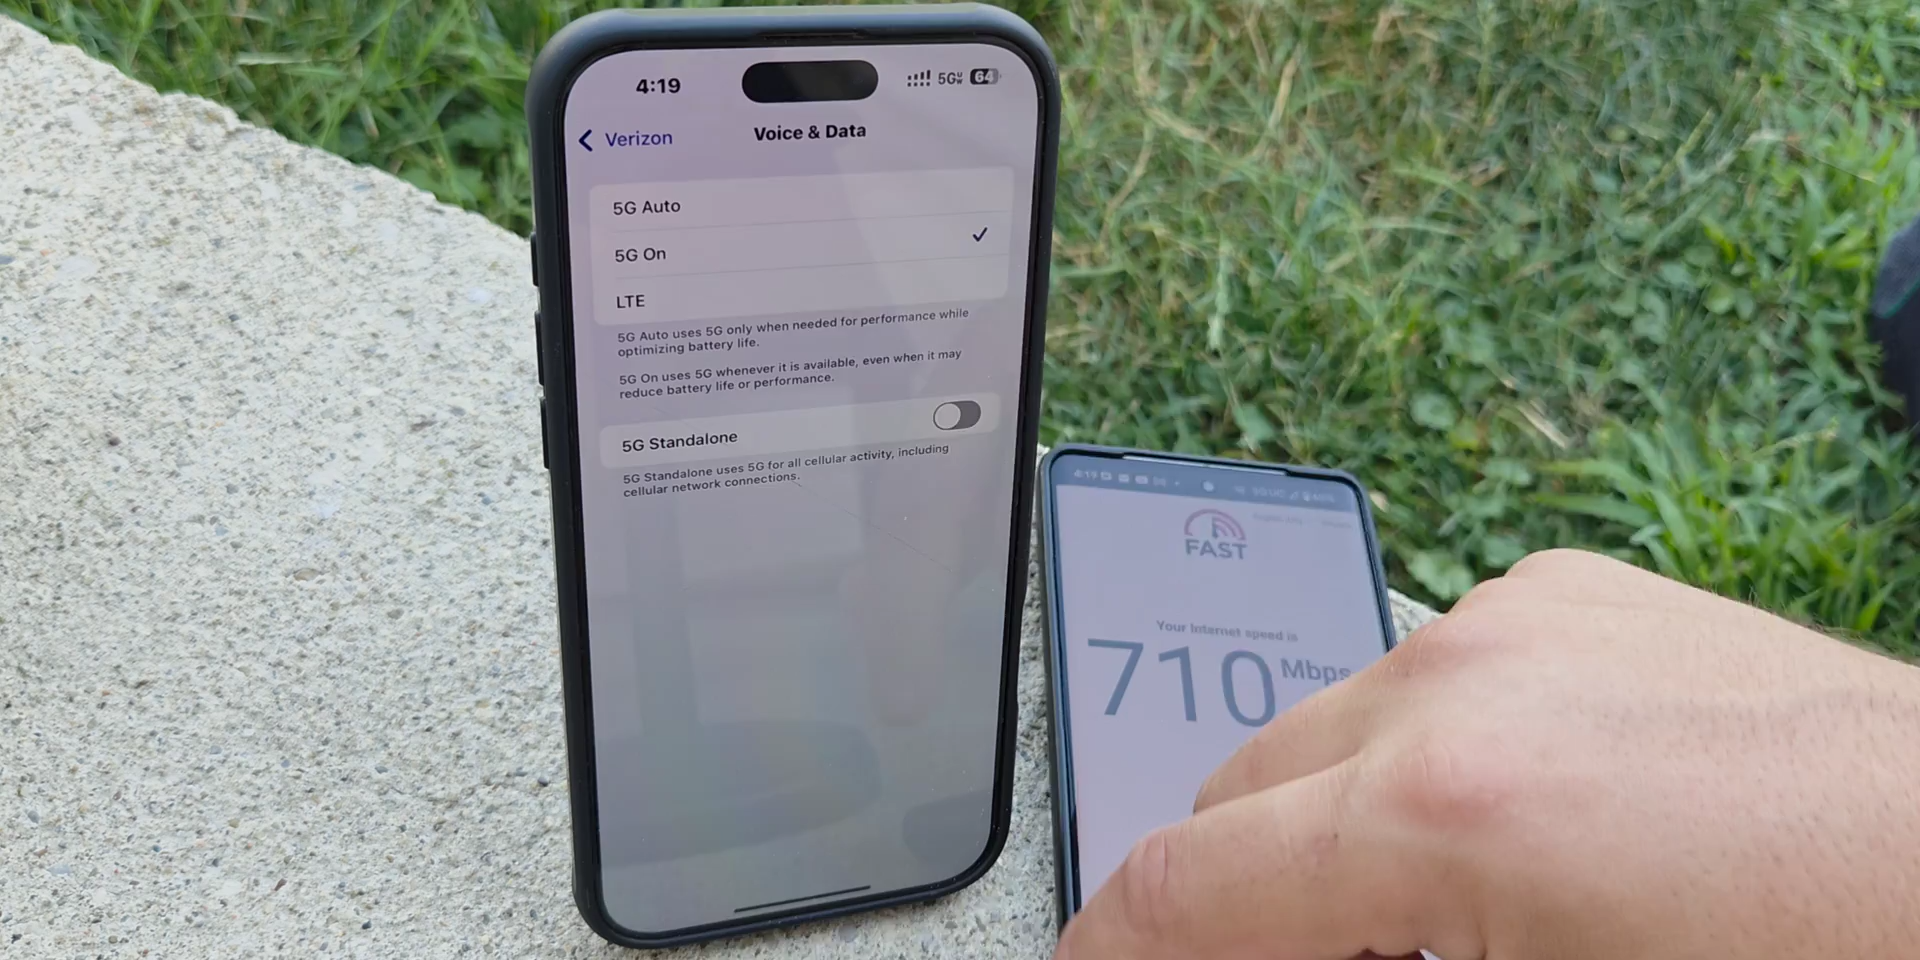 4:19
5G UW
64
Verizon
Voice & Data
5G Auto
5G On
LTE
5G Auto uses 5G only when needed for performance while
optimizing battery life.
5G On uses 5G whenever it is available, even when it may
reduce battery life or performance.
5G Standalone
5G Standalone uses 5G for all cellular activity, including
cellular network connections.
4:19
FAST
Your Internet speed is
710 Mbps